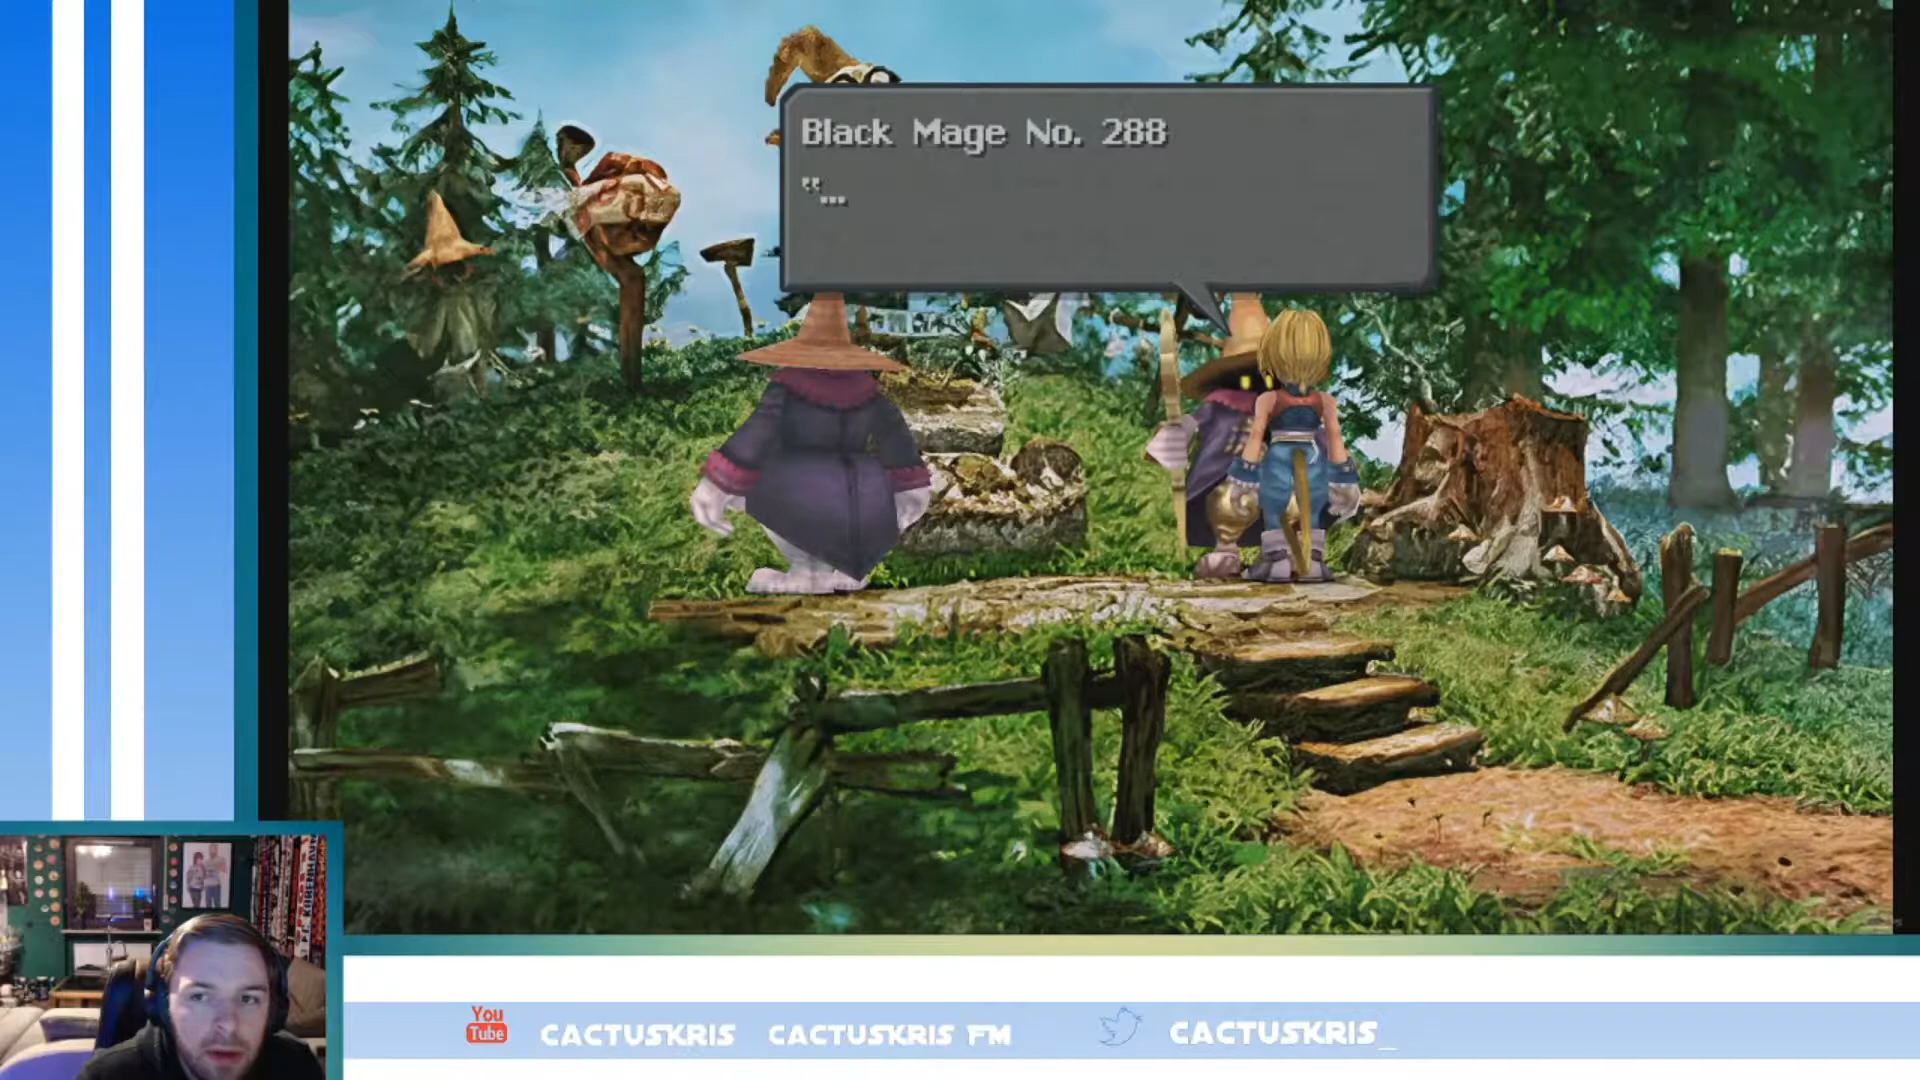 Black Mage No. 288
“...
You
Tube
CACTUSKRIS
CACTUSKRIS FM
CACTUSKRIS_